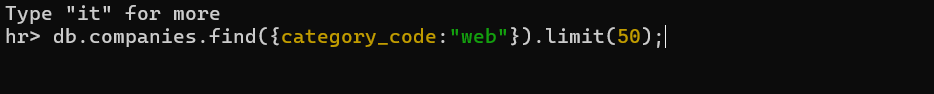 Type "it" for more
hr> db.companies.find({category_code:"web"}).limit(50);